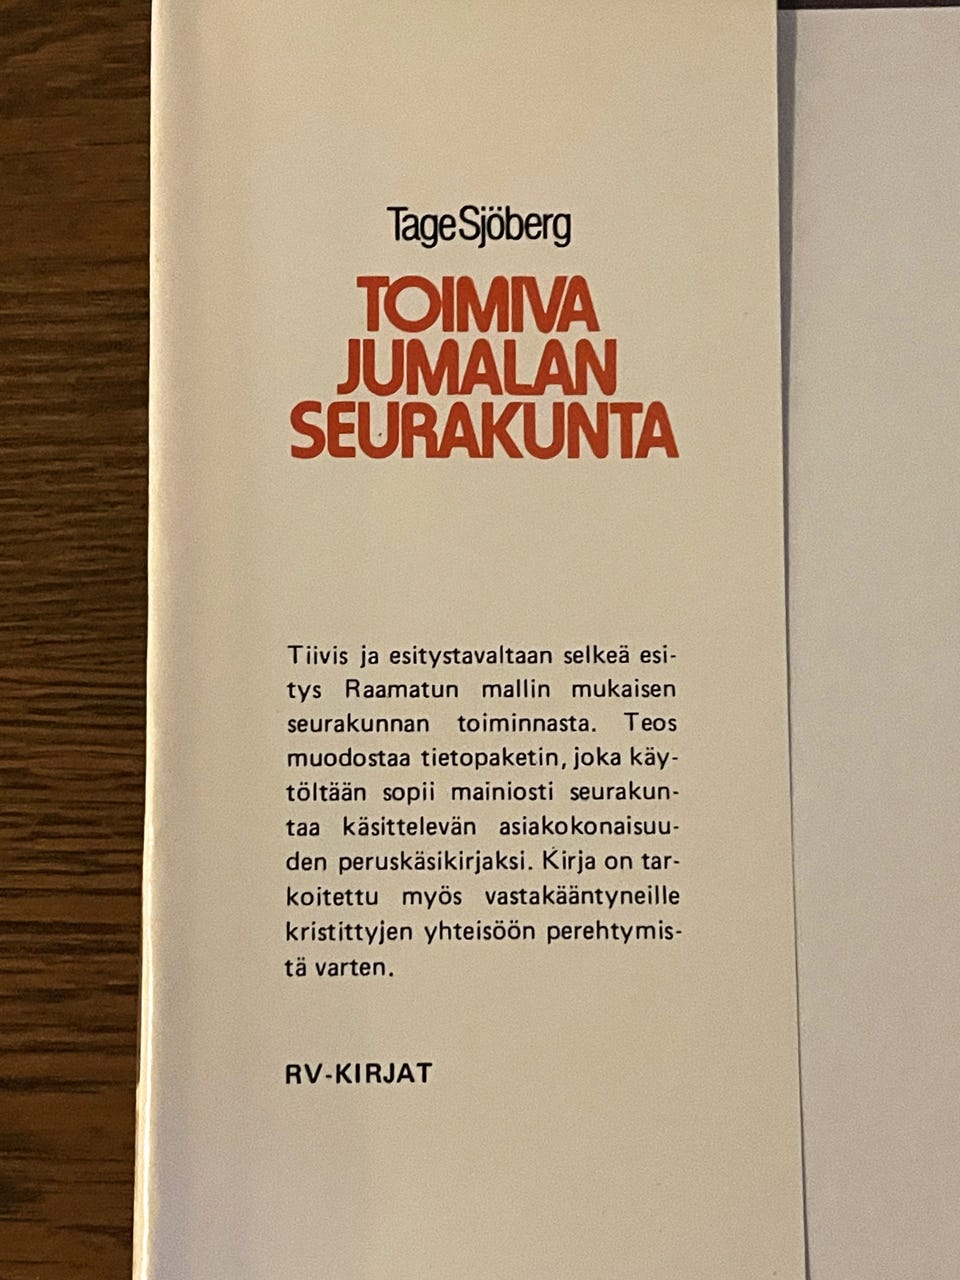 Tage Sjöberg
TOIMIVA
JUMALAN
SEURAKUNTA
Tiivis ja esitystavaltaan selkeä esi-
tys Raamatun mallin mukaisen
seurakunnan toiminnasta. Teos
muodostaa tietopaketin, joka käy-
töltään sopii mainiosti seurakun-
taa käsittelevän asiakokonaisuu-
den peruskäsikirjaksi. Kirja on tar-
koitettu myös vastakääntyneille
kristittyjen yhteisöön perehtymis-
tä varten.
RV-KIRJAT